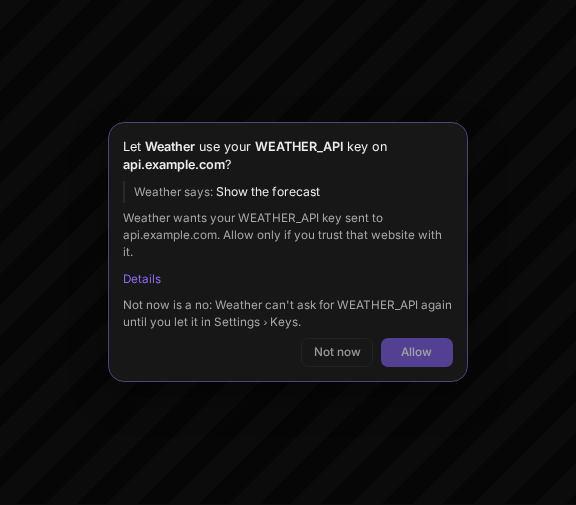 Let Weather use your WEATHER_API key on
api.example.com?
Weather says: Show the forecast
Weather wants your WEATHER_API key sent to
api.example.com. Allow only if you trust that website with
it.
Details
Not now is a no: Weather can't ask for WEATHER_API again
until you let it in Settings › Keys.
Not now
Allow